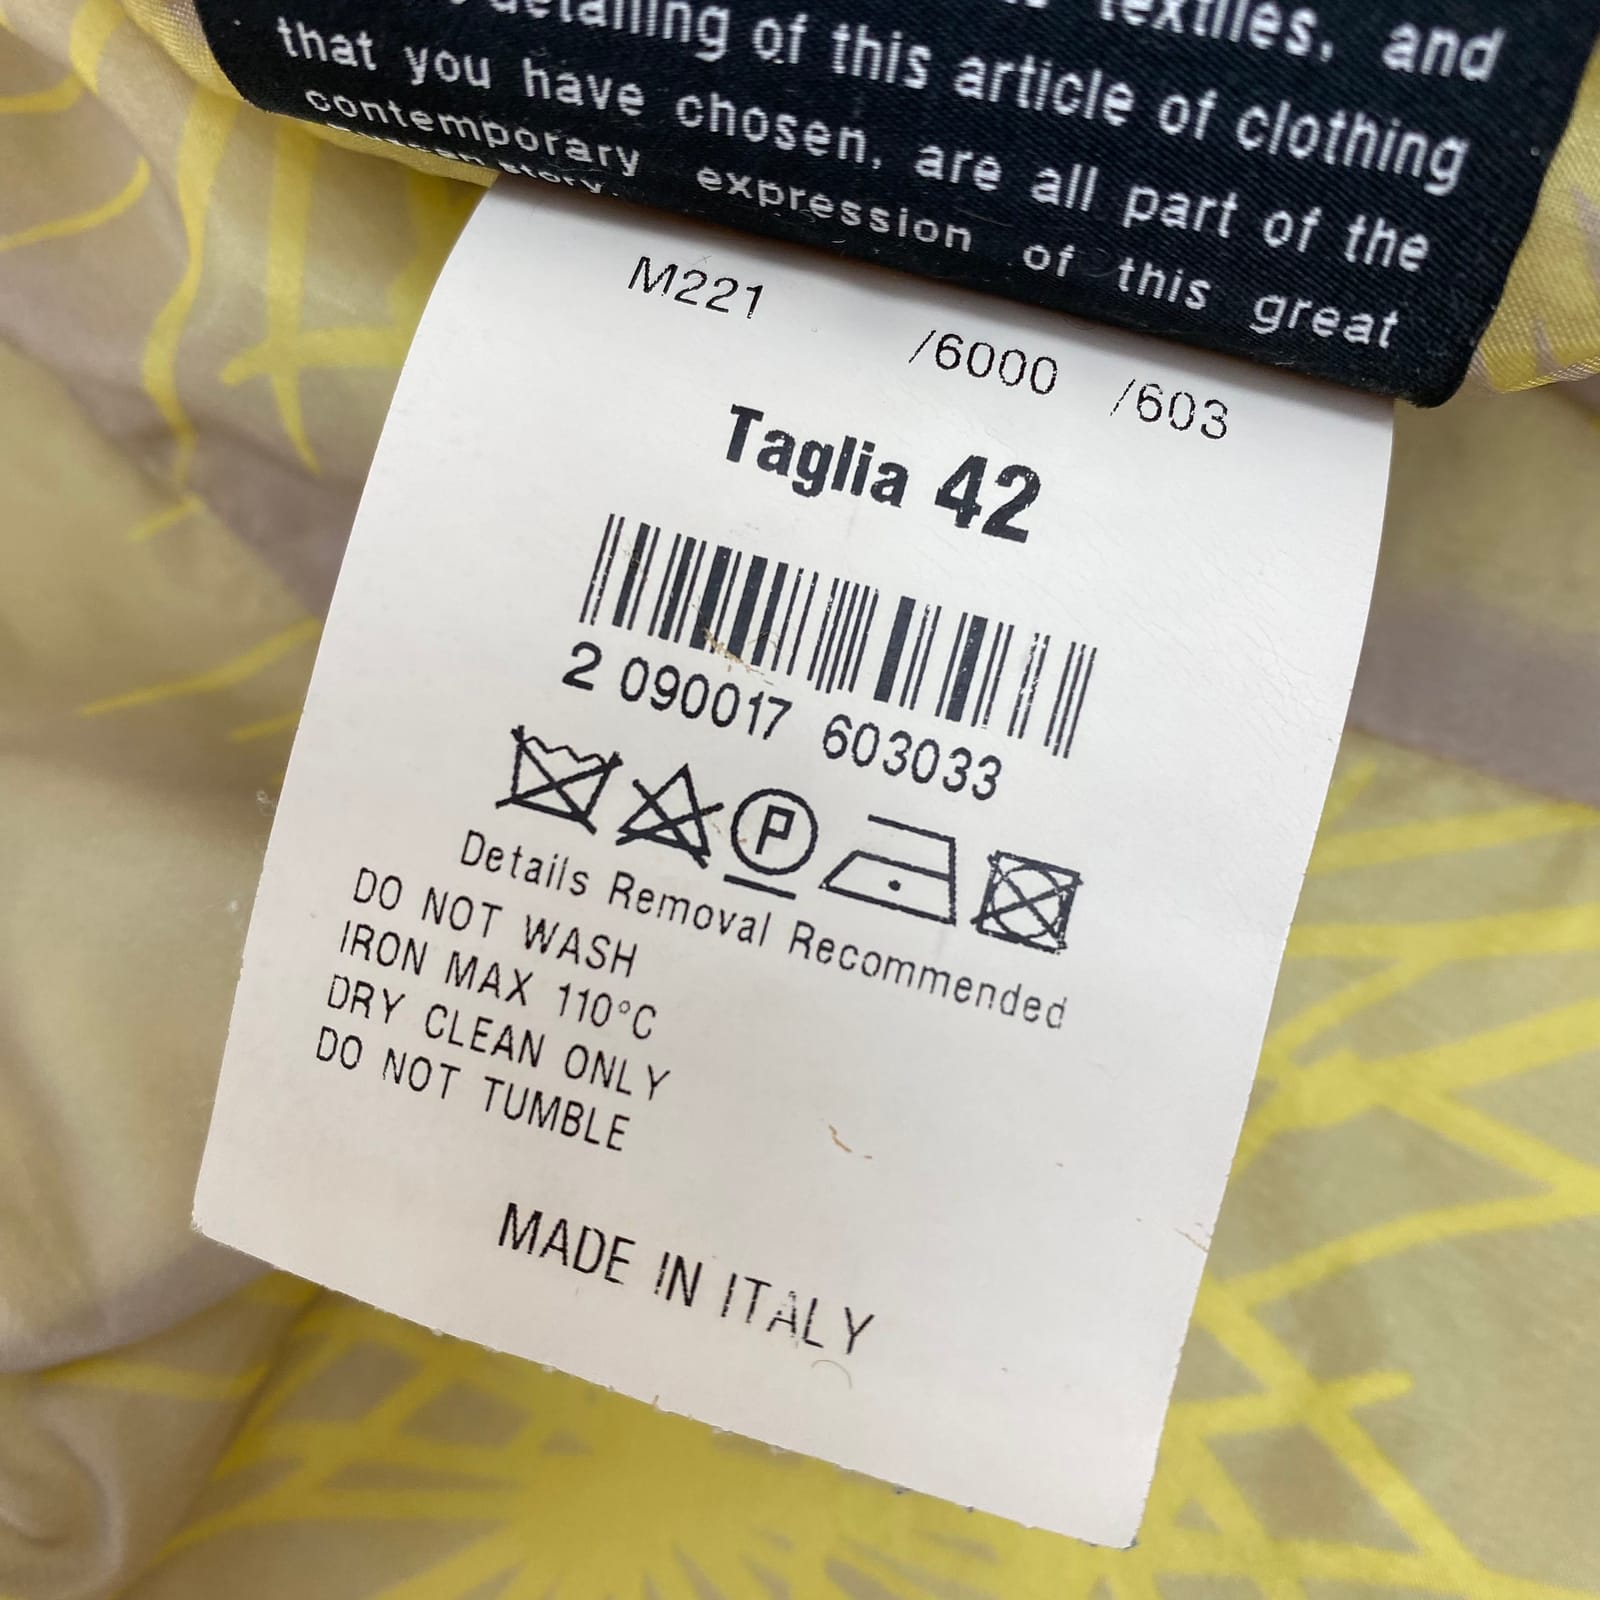 textiles, and
detailing of this article of clothing
that you have chosen, are all part of the
contemporary expression of this great
story.
M221 /6000 /603
Taglia 42
2 090017 603033
P
Details Removal Recommended
DO NOT WASH
IRON MAX 110°C
DRY CLEAN ONLY
DO NOT TUMBLE
MADE IN ITALY